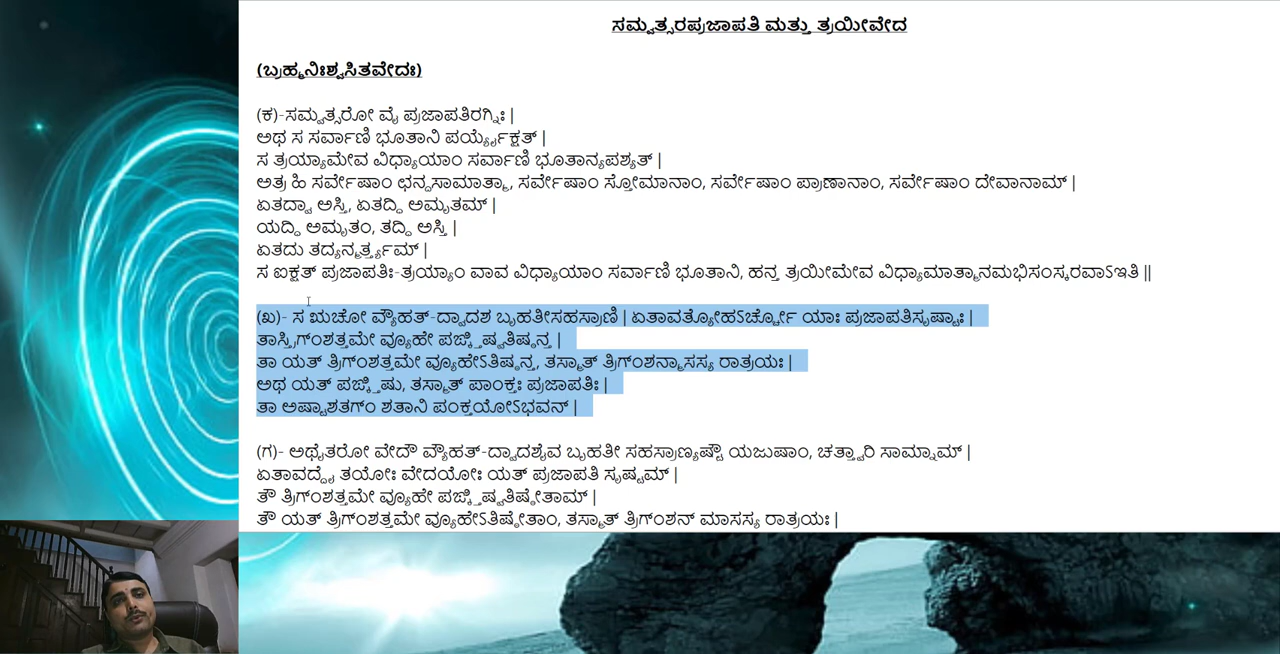 ಸಮ್ವತ್ಸರಪ್ರಜಾಪತಿ ಮತ್ತು ತ್ರಯೀವೇದ
(ಬ್ರಹ್ಮನಿಃಶ್ವಸಿತವೇದಃ)
(ಕ)-ಸಮ್ವತ್ಸರೋ ವೈ ಪ್ರಜಾಪತಿರಗ್ನಿಃ |
ಅಥ ಸ ಸರ್ವಾಣಿ ಭೂತಾನಿ ಪರ್ಯ್ಯೈಕ್ಷತ್ |
ಸ ತ್ರಯ್ಯಾಮೇವ ವಿಧ್ಯಾಯಾಂ ಸರ್ವಾಣಿ ಭೂತಾನ್ಯಪಶ್ಯತ್ |
ಅತ್ರ ಹಿ ಸರ್ವೇಷಾಂ ಛನ್ದಸಾಮಾತ್ಮಾ, ಸರ್ವೇಷಾಂ ಸ್ತೋಮಾನಾಂ, ಸರ್ವೇಷಾಂ ಪ್ರಾಣಾನಾಂ, ಸರ್ವೇಷಾಂ ದೇವಾನಾಮ್ |
ಏತದ್ವಾ ಅಸ್ತಿ, ಏತದ್ಧಿ ಅಮೃತಮ್ |
ಯದ್ಧಿ ಅಮೃತಂ, ತದ್ಧಿ ಅಸ್ತಿ |
ಏತದು ತದ್ಯನ್ಮರ್ತ್ತ್ಯಮ್ |
ಸ ಐಕ್ಷತ್ ಪ್ರಜಾಪತಿಃ-ತ್ರಯ್ಯಾಂ ವಾವ ವಿಧ್ಯಾಯಾಂ ಸರ್ವಾಣಿ ಭೂತಾನಿ, ಹನ್ತ ತ್ರಯೀಮೇವ ವಿಧ್ಯಾಮಾತ್ಮಾನಮಭಿಸಂಸ್ಕರವಾಽಇತಿ ||
(ಖ)- ಸ ಋಚೋ ವ್ಯೌಹತ್-ದ್ವಾದಶ ಬೃಹತೀಸಹಸ್ರಾಣಿ | ಏತಾವತ್ಯೋಹಽರ್ಚ್ಚೋ ಯಾಃ ಪ್ರಜಾಪತಿಸೃಷ್ಟಾಃ |
ತಾಸ್ತ್ರಿಗ್‌ಂಶತ್ತಮೇ ವ್ಯೂಹೇ ಪಙ್ಕ್ತಿಷ್ವತಿಷ್ಠನ್ತ |
ತಾ ಯತ್ ತ್ರಿಗ್‌ಂಶತ್ತಮೇ ವ್ಯೂಹೇಽತಿಷ್ಠನ್ತ, ತಸ್ಮಾತ್ ತ್ರಿಗ್‌ಂಶನ್ಮಾಸಸ್ಯ ರಾತ್ರಯಃ |
ಅಥ ಯತ್ ಪಙ್ಕ್ತಿಷು, ತಸ್ಮಾತ್ ಪಾಂಕ್ತಃ ಪ್ರಜಾಪತಿಃ |
ತಾ ಅಷ್ಟಾಶತಗ್‌ಂ ಶತಾನಿ ಪಂಕ್ತಯೋಽಭವನ್ |
(ಗ)- ಅಥೈತರೋ ವೇದೌ ವ್ಯೌಹತ್-ದ್ವಾದಶೈವ ಬೃಹತೀ ಸಹಸ್ರಾಣ್ಯಷ್ಟೌ ಯಜುಷಾಂ, ಚತ್ತ್ವಾರಿ ಸಾಮ್ನಾಮ್ |
ಏತಾವದ್ವೈ ತಯೋಃ ವೇದಯೋಃ ಯತ್ ಪ್ರಜಾಪತಿ ಸೃಷ್ಟಮ್ |
ತೌ ತ್ರಿಗ್‌ಂಶತ್ತಮೇ ವ್ಯೂಹೇ ಪಙ್ಕ್ತಿಷ್ವತಿಷ್ಠೇತಾಮ್ |
ತೌ ಯತ್ ತ್ರಿಗ್‌ಂಶತ್ತಮೇ ವ್ಯೂಹೇಽತಿಷ್ಠೇತಾಂ, ತಸ್ಮಾತ್ ತ್ರಿಗ್‌ಂಶನ್ ಮಾಸಸ್ಯ ರಾತ್ರಯಃ |